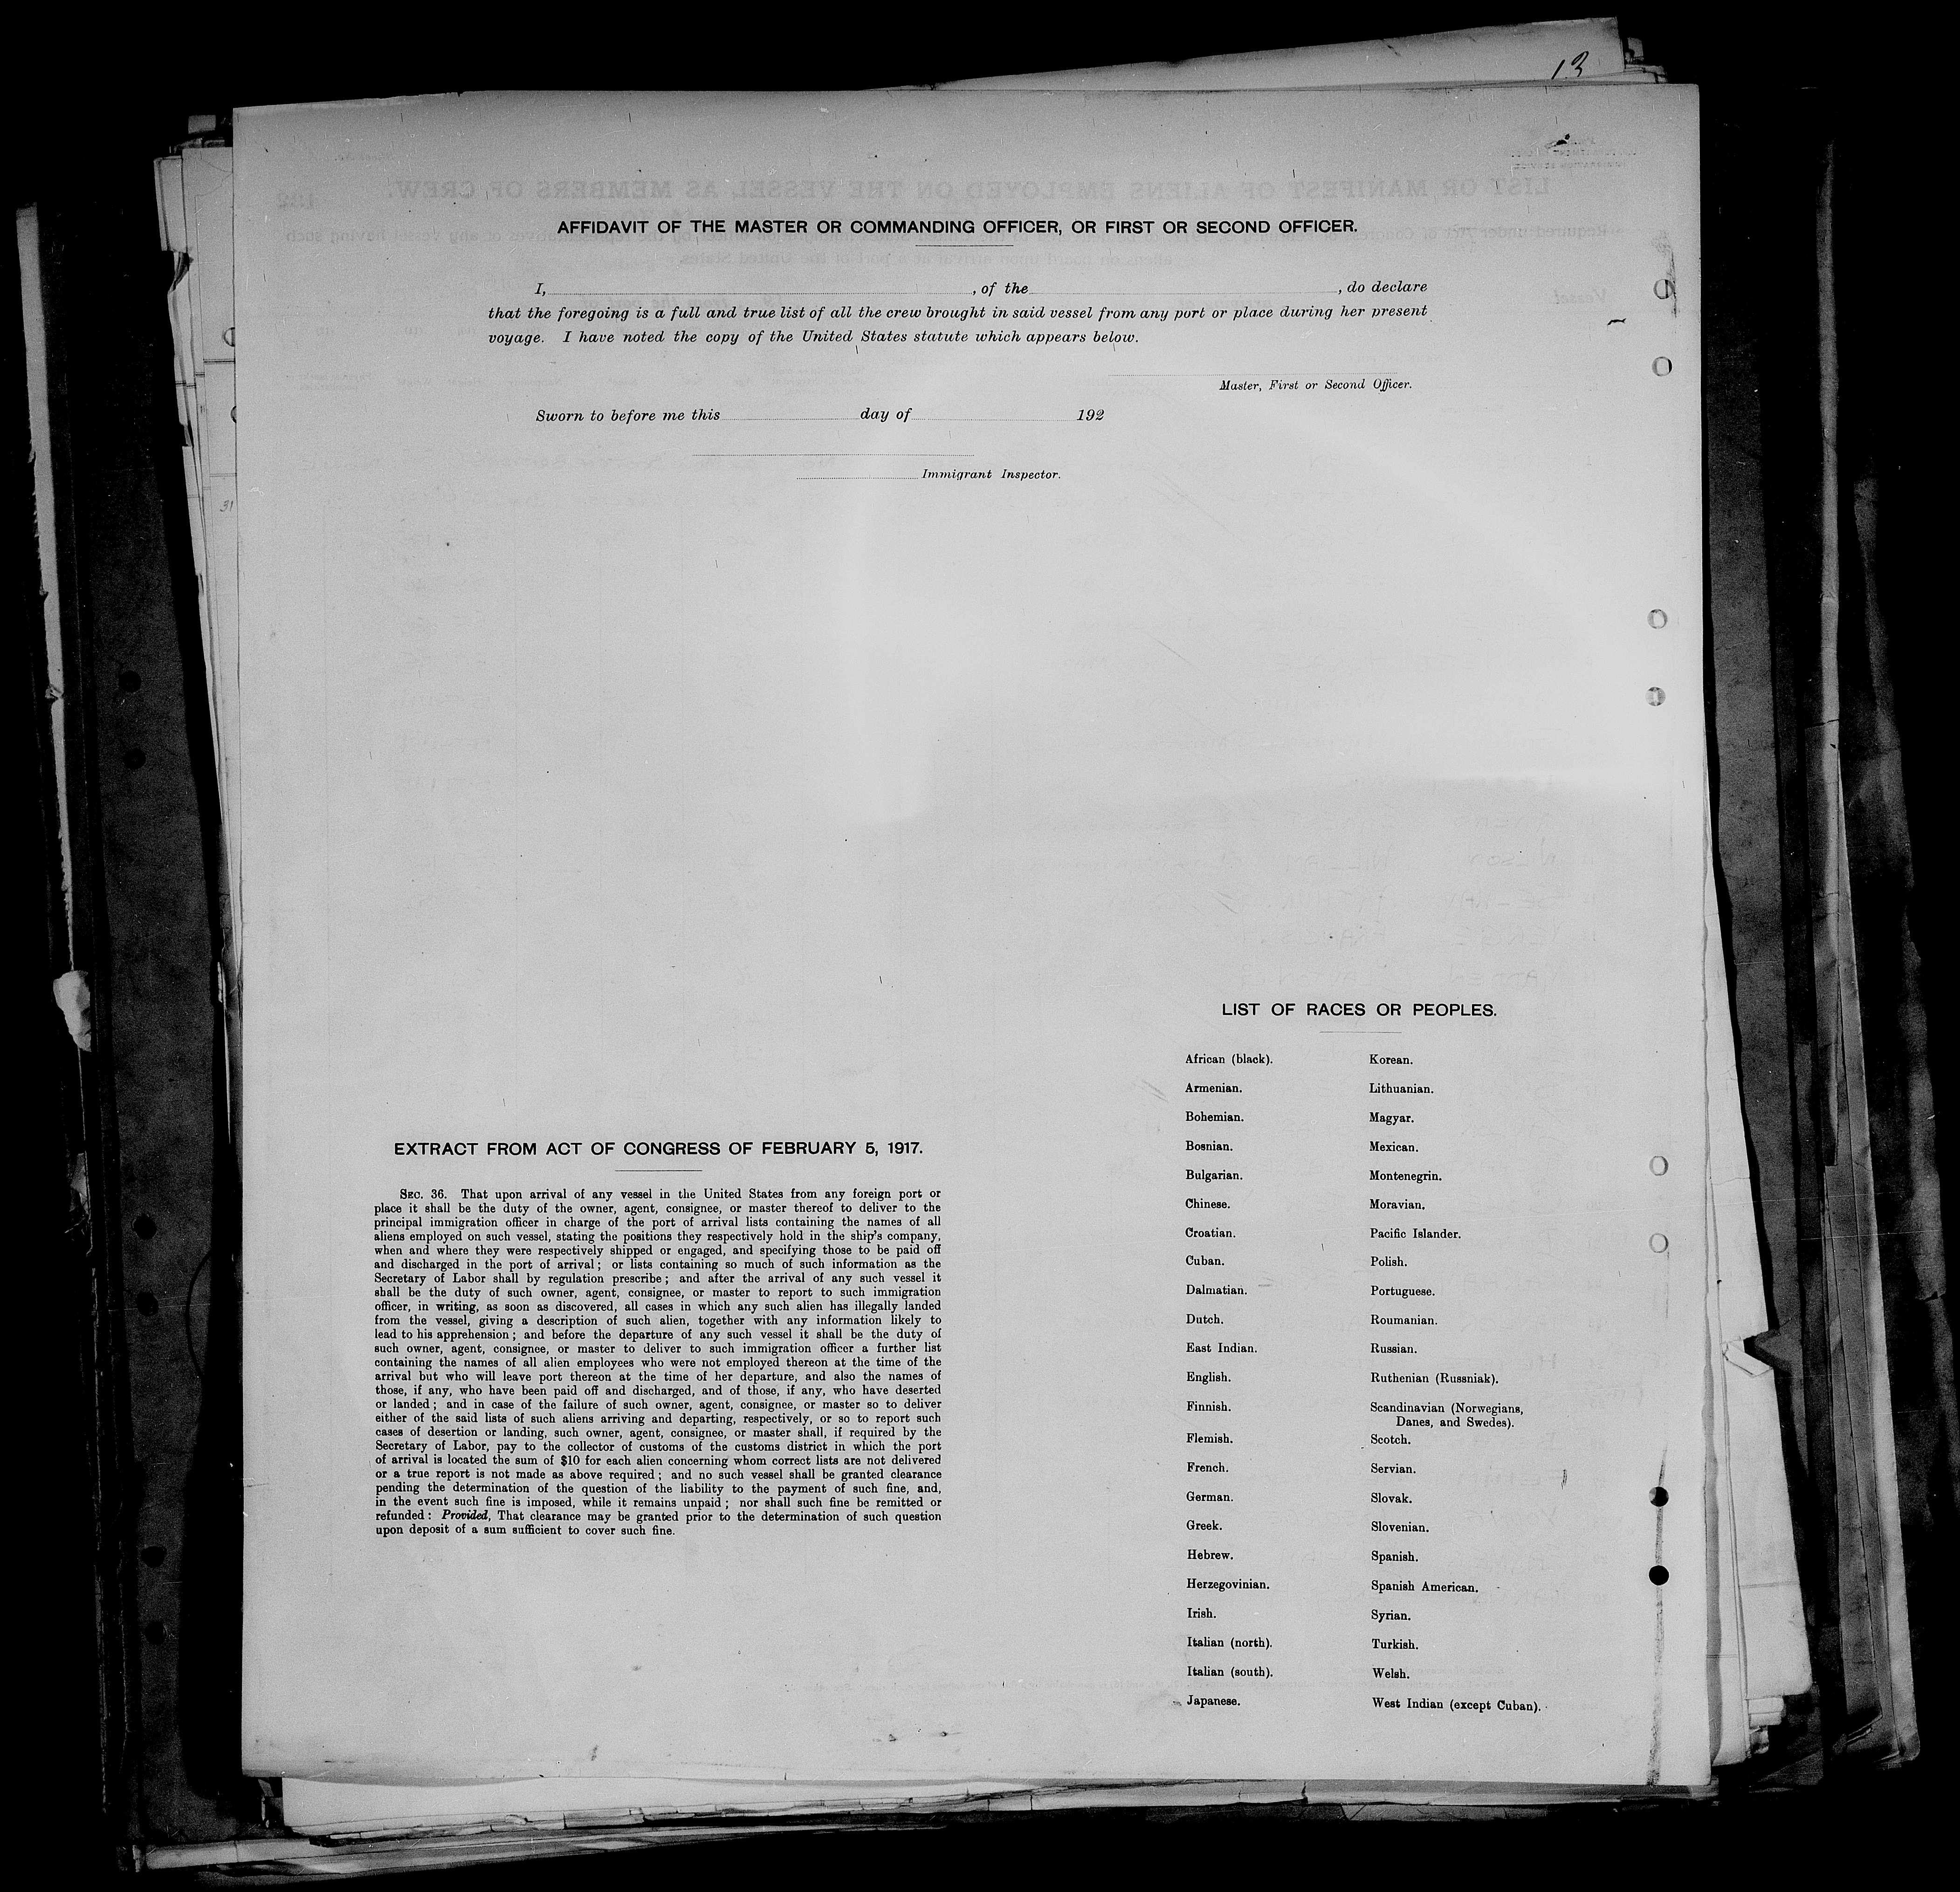 13
AFFIDAVIT OF THE MASTER OR COMMANDING OFFICER, OR FIRST OR SECOND OFFICER.
I, , of the , do declare
that the foregoing is a full and true list of all the crew brought in said vessel from any port or place during her present
voyage. I have noted the copy of the United States statute which appears below.
Master, First or Second Officer.
Sworn to before me this day of 192
Immigrant Inspector.
31
EXTRACT FROM ACT OF CONGRESS OF FEBRUARY 5, 1917.
SEC. 36. That upon arrival of any vessel in the United States from any foreign port or
place it shall be the duty of the owner, agent, consignee, or master thereof to deliver to the
principal immigration officer in charge of the port of arrival lists containing the names of all
aliens employed on such vessel, stating the positions they respectively hold in the ship's company,
when and where they were respectively shipped or engaged, and specifying those to be paid off
and discharged in the port of arrival; or lists containing so much of such information as the
Secretary of Labor shall by regulation prescribe; and after the arrival of any such vessel it
shall be the duty of such owner, agent, consignee, or master to report to such immigration
officer, in writing, as soon as discovered, all cases in which any such alien has illegally landed
from the vessel, giving a description of such alien, together with any information likely to
lead to his apprehension; and before the departure of any such vessel it shall be the duty of
such owner, agent, consignee, or master to deliver to such immigration officer a further list
containing the names of all alien employees who were not employed thereon at the time of the
arrival but who will leave port thereon at the time of her departure, and also the names of
those, if any, who have been paid off and discharged, and of those, if any, who have deserted
or landed; and in case of the failure of such owner, agent, consignee, or master so to deliver
either of the said lists of such aliens arriving and departing, respectively, or so to report such
cases of desertion or landing, such owner, agent, consignee, or master shall, if required by the
Secretary of Labor, pay to the collector of customs of the customs district in which the port
of arrival is located the sum of $10 for each alien concerning whom correct lists are not delivered
or a true report is not made as above required; and no such vessel shall be granted clearance
pending the determination of the question of the liability to the payment of such fine, and,
in the event such fine is imposed, while it remains unpaid; nor shall such fine be remitted or
refunded: Provided, That clearance may be granted prior to the determination of such question
upon deposit of a sum sufficient to cover such fine.
LIST OF RACES OR PEOPLES.
African (black).
Armenian.
Bohemian.
Bosnian.
Bulgarian.
Chinese.
Croatian.
Cuban.
Dalmatian.
Dutch.
East Indian.
English.
Finnish.
Flemish.
French.
German.
Greek.
Hebrew.
Herzegovinian.
Irish.
Italian (north).
Italian (south).
Japanese.
Korean.
Lithuanian.
Magyar.
Mexican.
Montenegrin.
Moravian.
Pacific Islander.
Polish.
Portuguese.
Roumanian.
Russian.
Ruthenian (Russniak).
Scandinavian (Norwegians,
Danes, and Swedes).
Scotch.
Servian.
Slovak.
Slovenian.
Spanish.
Spanish American.
Syrian.
Turkish.
Welsh.
West Indian (except Cuban).